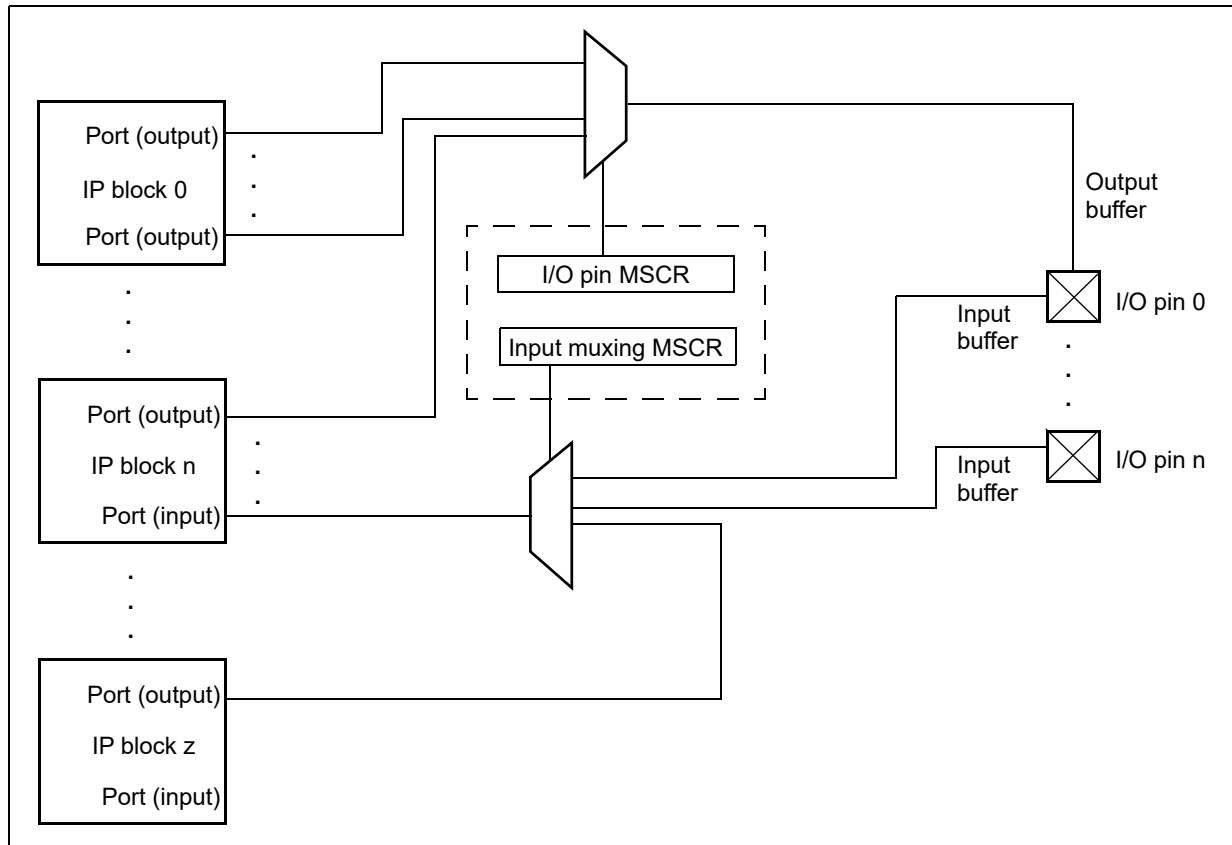 Port (output)
IP block 0
Port (output)
I/O pin MSCR
Input muxing MSCR
Port (output)
IP block n
Port (input)
Port (output)
IP block z
Port (input)
Output
buffer
I/O pin 0
Input
buffer
I/O pin n
Input
buffer